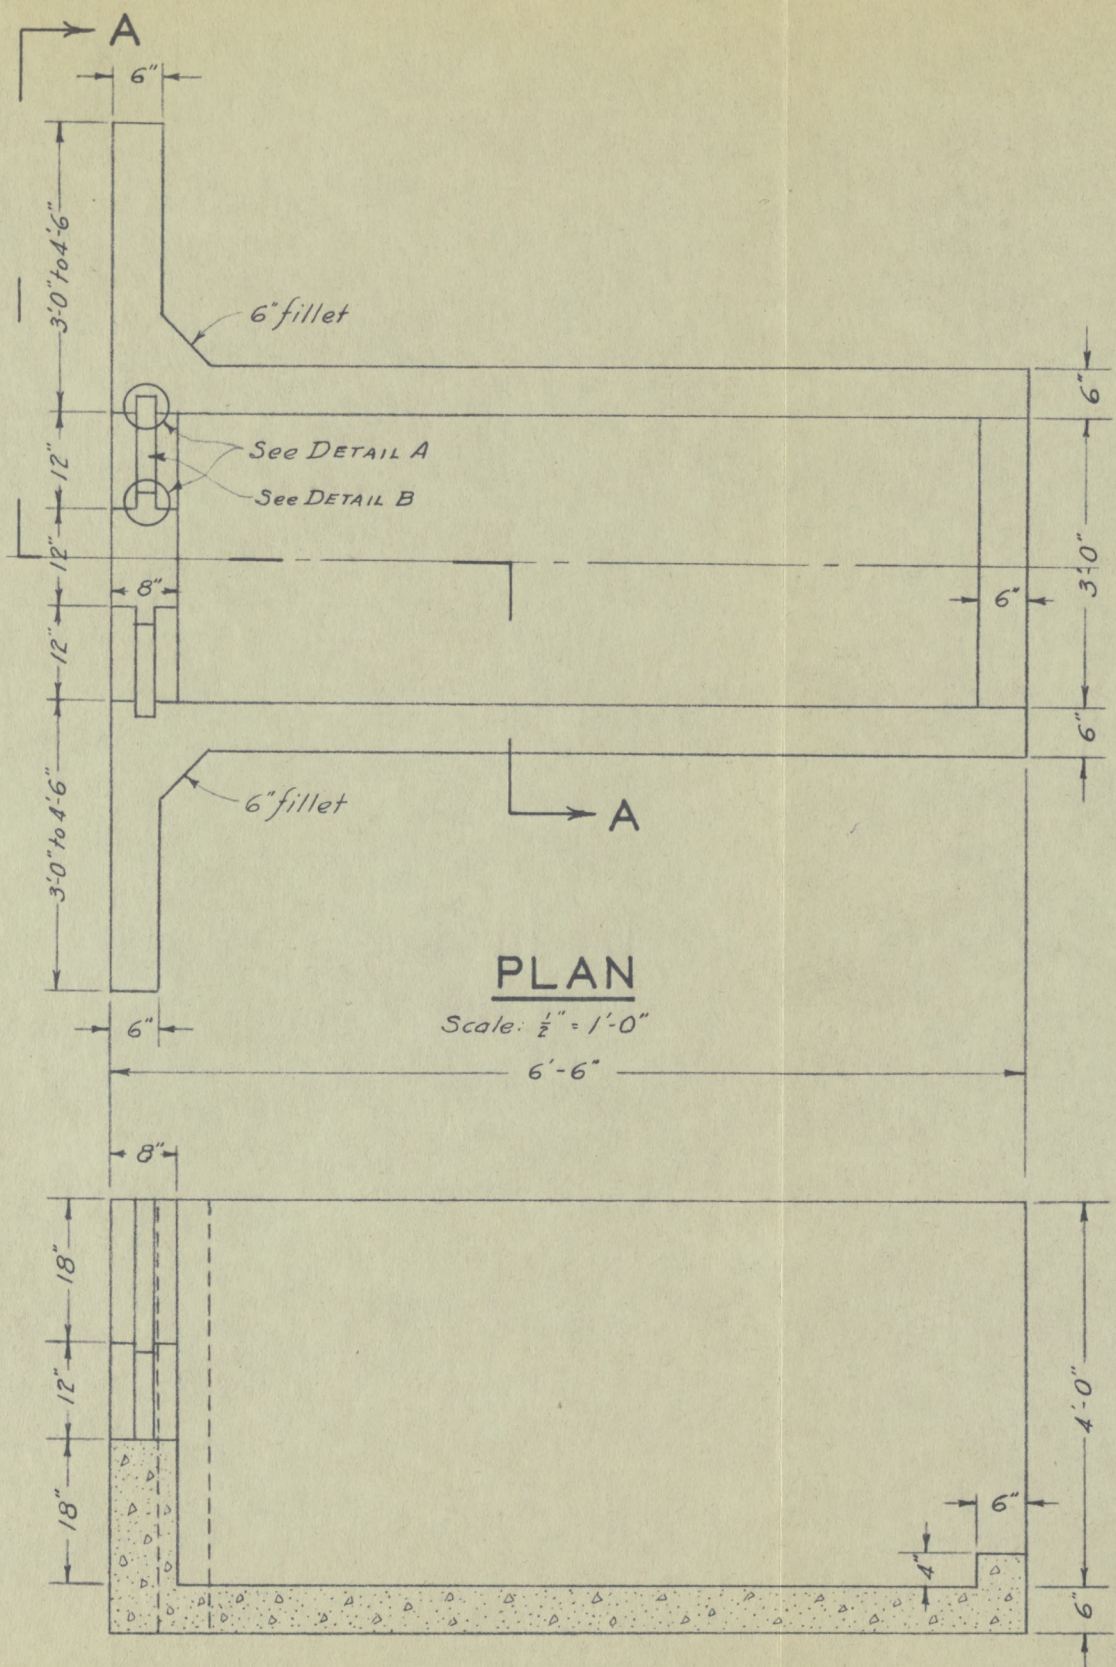 A
6"
3'-0" to 4'-6"
6" fillet
6"
See DETAIL A
12"
See DETAIL B
12"
8"
3'-0"
6"
12"
6"
3'-0" to 4'-6"
6" fillet
A
PLAN
6"
Scale: ½" = 1'-0"
6'-6"
8"
18"
12"
4'-0"
18"
6"
4"
6"